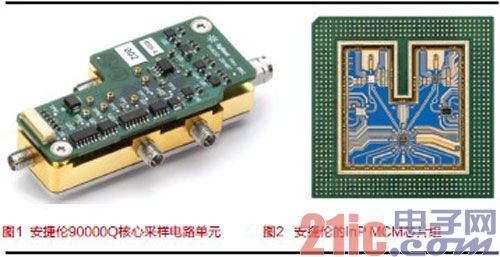 002
Agilent
图1 安捷伦90000Q核心采样电路单元
图2 安捷伦的InP MCM芯片组
21ic电子网
.com